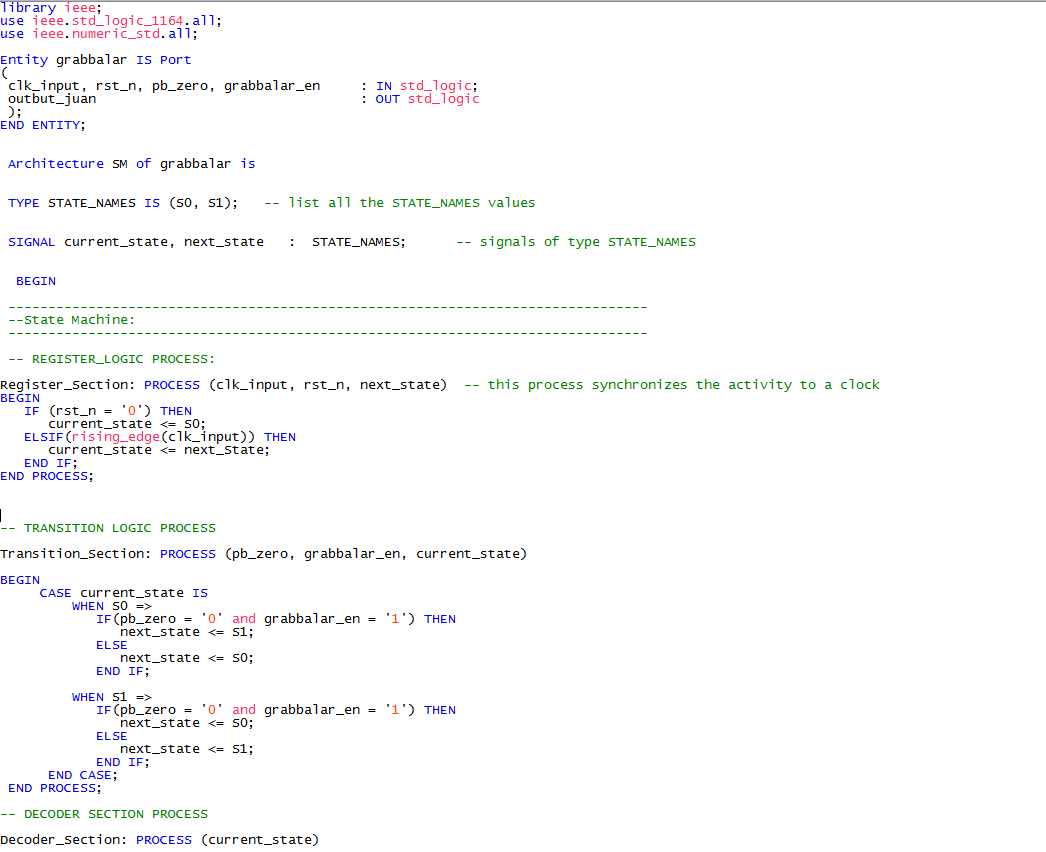 library ieee;
use ieee.std_logic_1164.all;
use ieee.numeric_std.all;
Entity grabbalar IS Port
(
clk_input, rst_n, pb_zero, grabbalar_en : IN std_logic;
outbut_juan : OUT std_logic
);
END ENTITY;
Architecture SM of grabbalar is
TYPE STATE_NAMES IS (S0, S1); -- list all the STATE_NAMES values
SIGNAL current_state, next_state : STATE_NAMES; -- signals of type STATE_NAMES
BEGIN
--------------------------------------------------------------------------------
--State Machine:
--------------------------------------------------------------------------------
-- REGISTER_LOGIC PROCESS:
Register_Section: PROCESS (clk_input, rst_n, next_state) -- this process synchronizes the activity to a clock
BEGIN
IF (rst_n = '0') THEN
current_state <= S0;
ELSIF(rising_edge(clk_input)) THEN
current_state <= next_State;
END IF;
END PROCESS;
-- TRANSITION LOGIC PROCESS
Transition_Section: PROCESS (pb_zero, grabbalar_en, current_state)
BEGIN
CASE current_state IS
WHEN S0 =>
IF(pb_zero = '0' and grabbalar_en = '1') THEN
next_state <= S1;
ELSE
next_state <= S0;
END IF;
WHEN S1 =>
IF(pb_zero = '0' and grabbalar_en = '1') THEN
next_state <= S0;
ELSE
next_state <= S1;
END IF;
END CASE;
END PROCESS;
-- DECODER SECTION PROCESS
Decoder_Section: PROCESS (current_state)